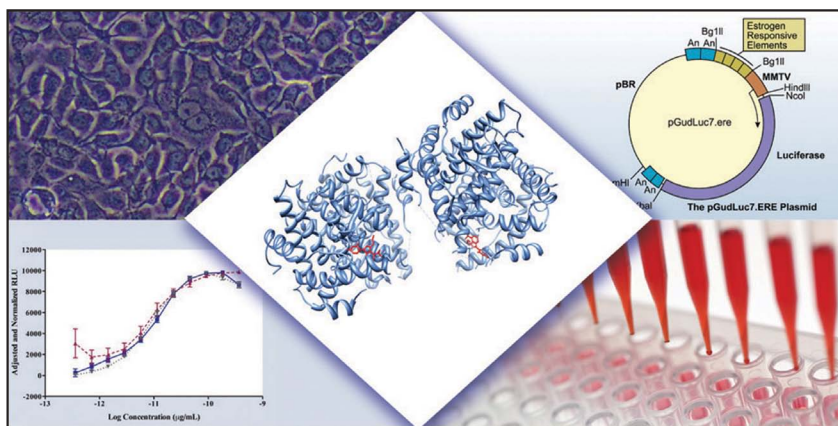 Estrogen
Responsive
Elements
Bg1II
An An
Bg1II
MMTV
HindIII
NcoI
pBR
pGudLuc7.ere
Luciferase
mHI
An
An
baI
The pGudLuc7.ERE Plasmid
12000
10000
8000
6000
4000
2000
0
-2000
Adjusted and Normalized RLU
-13
-12
-11
-10
-9
Log Concentration (µg/mL)